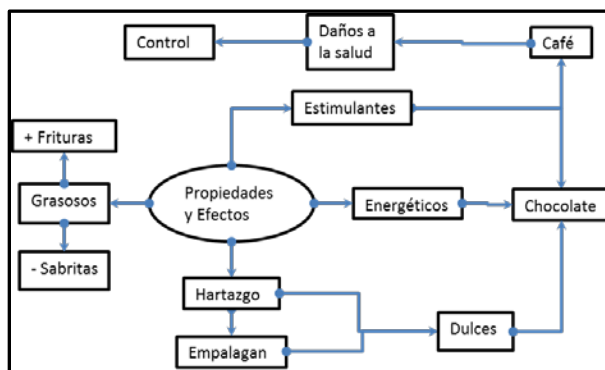 Control
Daños a
la salud
Café
Estimulantes
+ Frituras
Grasosos
Propiedades
y Efectos
Energéticos
Chocolate
- Sabritas
Hartazgo
Dulces
Empalagan